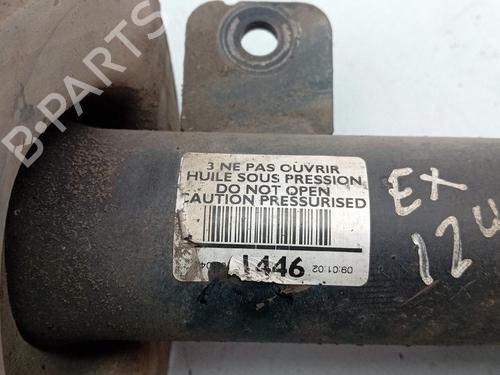 3 NE PAS OUVRIR
HUILE SOUS PRESSION
DO NOT OPEN
CAUTION PRESSURISED
1446
09:01:02
EX
12
B-PARTS